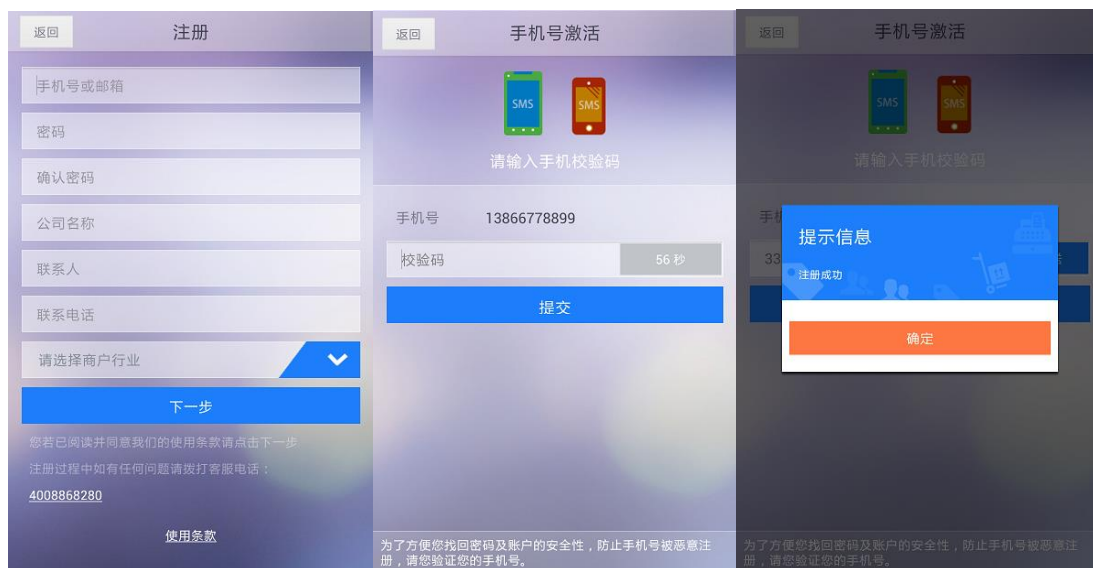 返回
注册
手机号或邮箱
密码
确认密码
公司名称
联系人
联系电话
请选择商户行业
下一步
您若已阅读并同意我们的使用条款请点击下一步
注册过程中如有任何问题请拨打客服电话：
4008868280
使用条款
返回
手机号激活
SMS
SMS
请输入手机校验码
手机号 13866778899
校验码
56 秒
提交
为了方便您找回密码及账户的安全性，防止手机号被恶意注
册，请您验证您的手机号。
返回
手机号激活
SMS
SMS
请输入手机校验码
手机
33
提示信息
注册成功
确定
为了方便您找回密码及账户的安全性，防止手机号被恶意注
册，请您验证您的手机号。